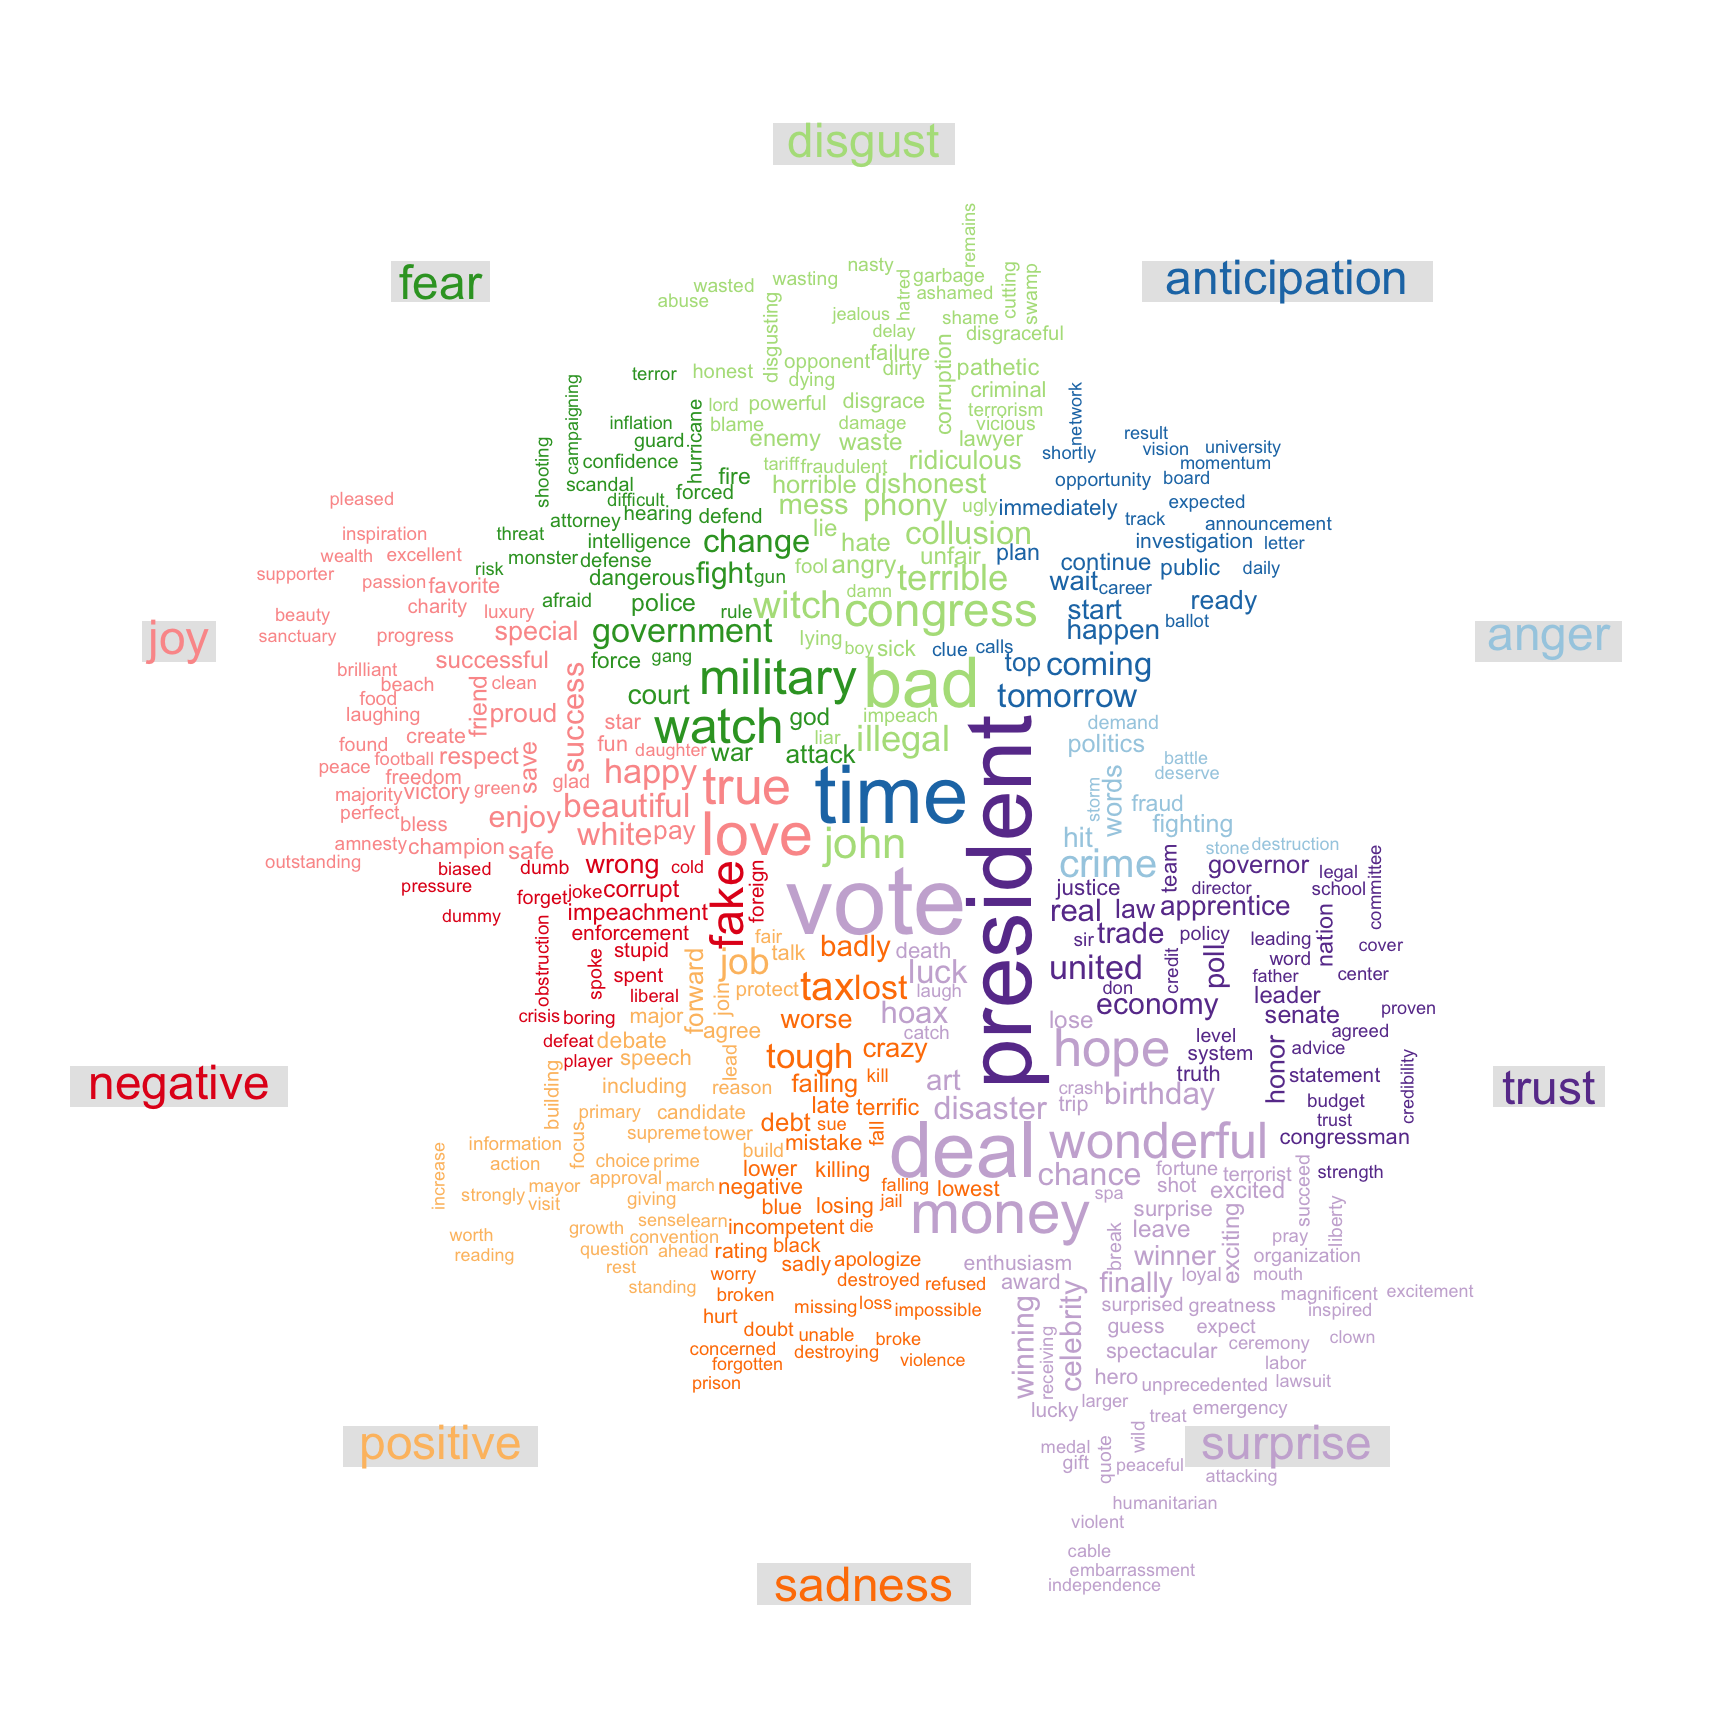 disgust
fear
anticipation
joy
anger
negative
trust
positive
surprise
sadness
remains
nasty
wasting
wasted
abuse
hatred
garbage
ashamed
cutting
swamp
jealous
shame
delay
disgraceful
disgusting
opponent
failure
dirty
dying
corruption
pathetic
honest
criminal
lord
powerful
disgrace
terrorism
blame
damage
vicious
enemy
waste
lawyer
tariff
fraudulent
ridiculous
horrible
dishonest
mess
phony
ugly
lie
hate
collusion
unfair
fool
angry
terrible
damn
witch
congress
lying
boy
sick
bad
impeach
liar
illegal
john
terror
campaigning
inflation
guard
hurricane
shooting
confidence
scandal
fire
difficult
forced
attorney
hearing
defend
threat
intelligence
change
monster
defense
risk
dangerous
fight
gun
afraid
police
rule
government
force
gang
military
court
watch
god
war
attack
network
result
shortly
vision
university
momentum
opportunity
board
immediately
expected
track
announcement
investigation
letter
plan
continue
public
daily
wait
career
start
ready
happen
ballot
clue
calls
top
coming
tomorrow
time
pleased
inspiration
wealth
excellent
supporter
passion
favorite
charity
luxury
beauty
sanctuary
progress
special
brilliant
successful
beach
clean
food
friend
proud
success
laughing
create
star
found
football
respect
save
fun
daughter
peace
freedom
happy
true
majority
victory
green
glad
perfect
bless
enjoy
beautiful
love
amnesty
champion
safe
white
pay
outstanding
demand
politics
battle
deserve
words
storm
fraud
hit
fighting
crime
stone
destruction
biased
dumb
wrong
cold
pressure
forget
joke
corrupt
fake
foreign
dummy
impeachment
enforcement
obstruction
stupid
spoke
spent
liberal
crisis
boring
defeat
player
president
team
governor
legal
committee
justice
director
school
real
law
apprentice
nation
sir
trade
policy
leading
cover
word
poll
united
credit
father
center
don
economy
leader
senate
proven
level
agreed
system
honor
advice
truth
statement
credibility
budget
trust
congressman
strength
fair
talk
job
forward
join
protect
major
agree
debate
speech
lead
building
including
reason
primary
candidate
supreme
tower
information
focus
build
action
choice
prime
increase
mayor
approval
march
strongly
visit
giving
sense
learn
worth
growth
convention
reading
question
ahead
rest
standing
badly
tax
lost
worse
tough
crazy
failing
kill
late
terrific
debt
sue
fall
mistake
lower
killing
negative
falling
lowest
blue
losing
jail
incompetent
die
rating
black
sadly
apologize
worry
destroyed
refused
broken
missing
loss
impossible
hurt
doubt
unable
broke
concerned
destroying
forgotten
violence
prison
vote
death
luck
laugh
hoax
catch
lose
hope
art
crash
birthday
disaster
trip
deal
wonderful
chance
fortune
terrorist
spa
shot
excited
succeed
money
surprise
liberty
leave
exciting
pray
break
winner
organization
enthusiasm
loyal
mouth
award
finally
magnificent
excitement
celebrity
winning
surprised
greatness
inspired
guess
expect
clown
receiving
spectacular
ceremony
labor
hero
unprecedented
lawsuit
larger
lucky
treat
emergency
wild
medal
quote
gift
peaceful
attacking
humanitarian
violent
cable
embarrassment
independence